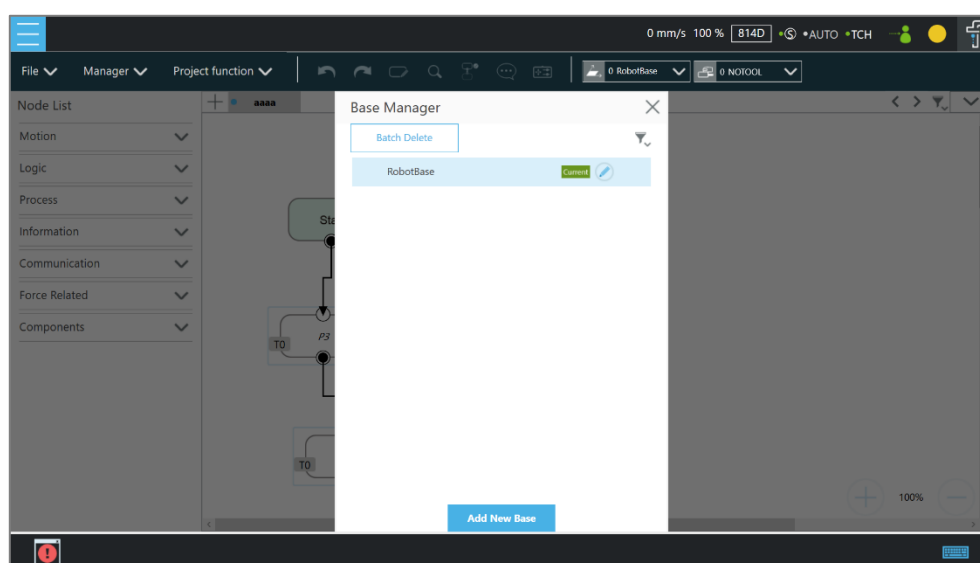 0 mm/s 100 % 814D •Ⓢ •AUTO •TCH
File Manager Project function 0 RobotBase 0 NOTOOL
Node List
aaaa
Base Manager
Motion
Batch Delete
Logic
RobotBase
Current
Process
Sta
Information
Communication
Force Related
Components
T0
P3
T0
100%
Add New Base